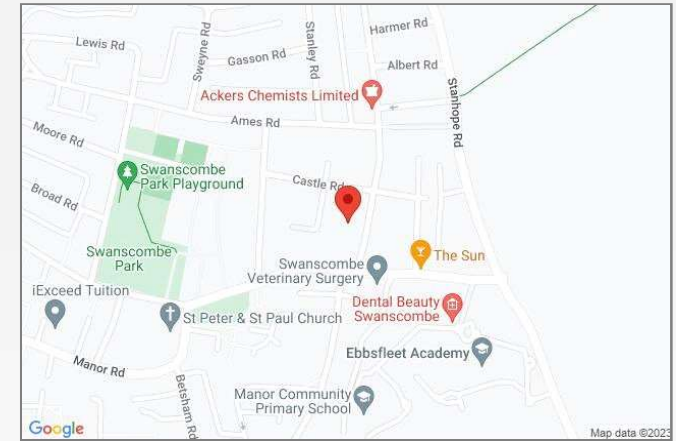 Lewis Rd
Sweyne Rd
Gasson Rd
Stanley Rd
Harmer Rd
Albert Rd
Stanhope Rd
Ackers Chemists Limited
Ames Rd
Moore Rd
Swanscombe
Park Playground
Castle Rd
Broad Rd
Swanscombe
Park
Swanscombe
Veterinary Surgery
The Sun
iExceed Tuition
St Peter & St Paul Church
Dental Beauty
Swanscombe
Ebbsfleet Academy
Manor Rd
Betsham Rd
Manor Community
Primary School
Google
Map data ©2023